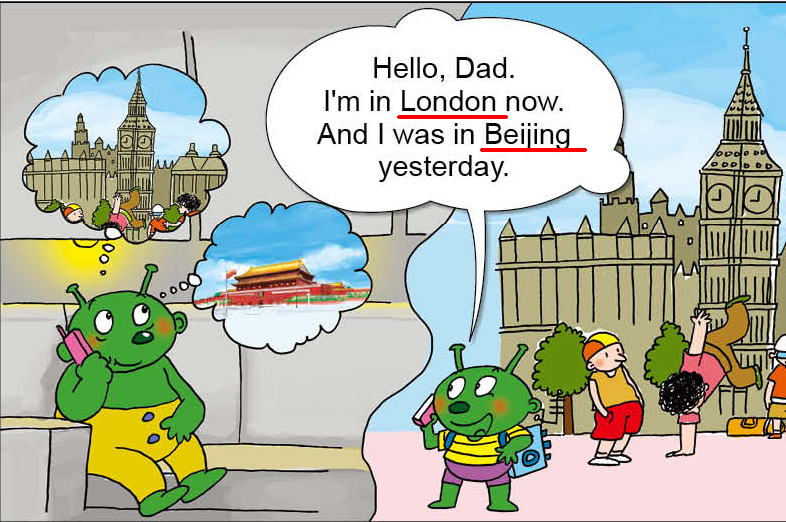 Hello, Dad.
I'm in London now.
And I was in Beijing
yesterday.